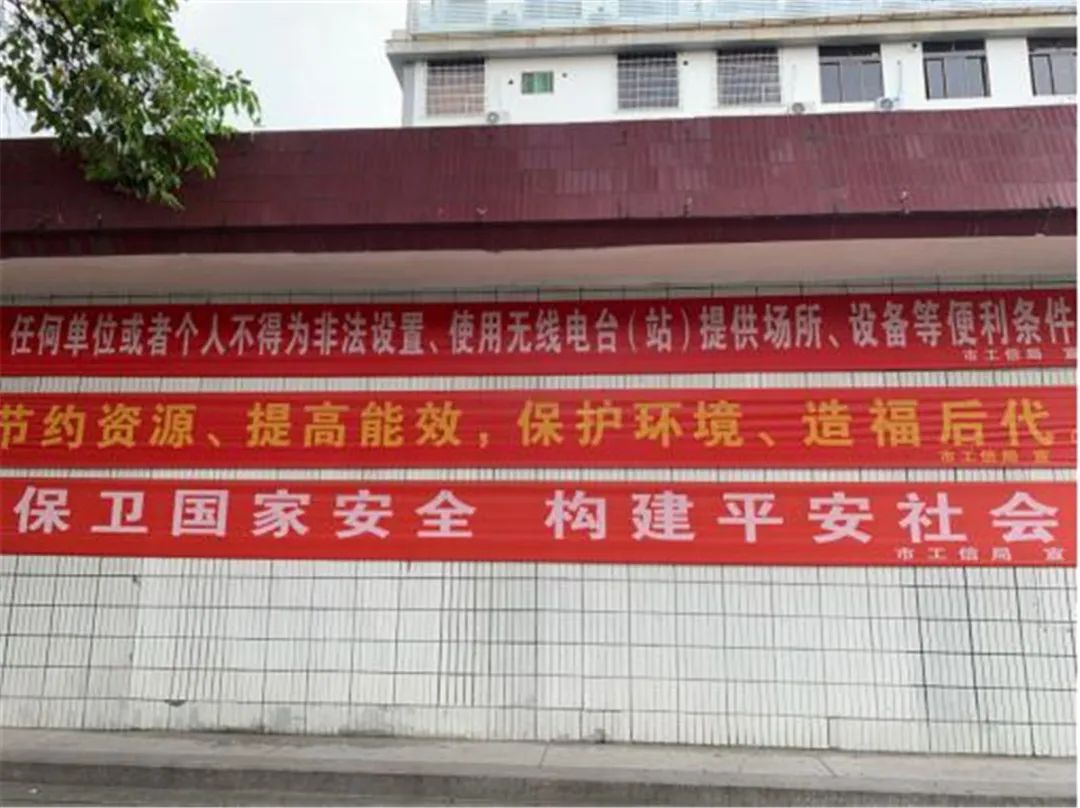 任何单位或者个人不得为非法设置、使用无线电台（站）提供场所、设备等便利条件
市工信局 宣
节约资源、提高能效，保护环境、造福后代
市工信局 宣
保卫国家安全 构建平安社会
市工信局 宣